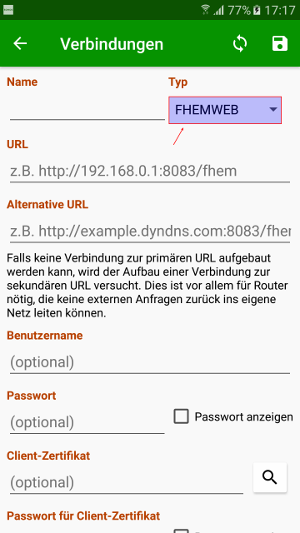 77% 17:17
Verbindungen
Name Typ
FHEMWEB
URL
z.B. http://192.168.0.1:8083/fhem
Alternative URL
z.B. http://example.dyndns.com:8083/fhem
Falls keine Verbindung zur primären URL aufgebaut
werden kann, wird der Aufbau einer Verbindung zur
sekundären URL versucht. Dies ist vor allem für Router
nötig, die keine externen Anfragen zurück ins eigene
Netz leiten können.
Benutzername
(optional)
Passwort
(optional) Passwort anzeigen
Client-Zertifikat
(optional)
Passwort für Client-Zertifikat